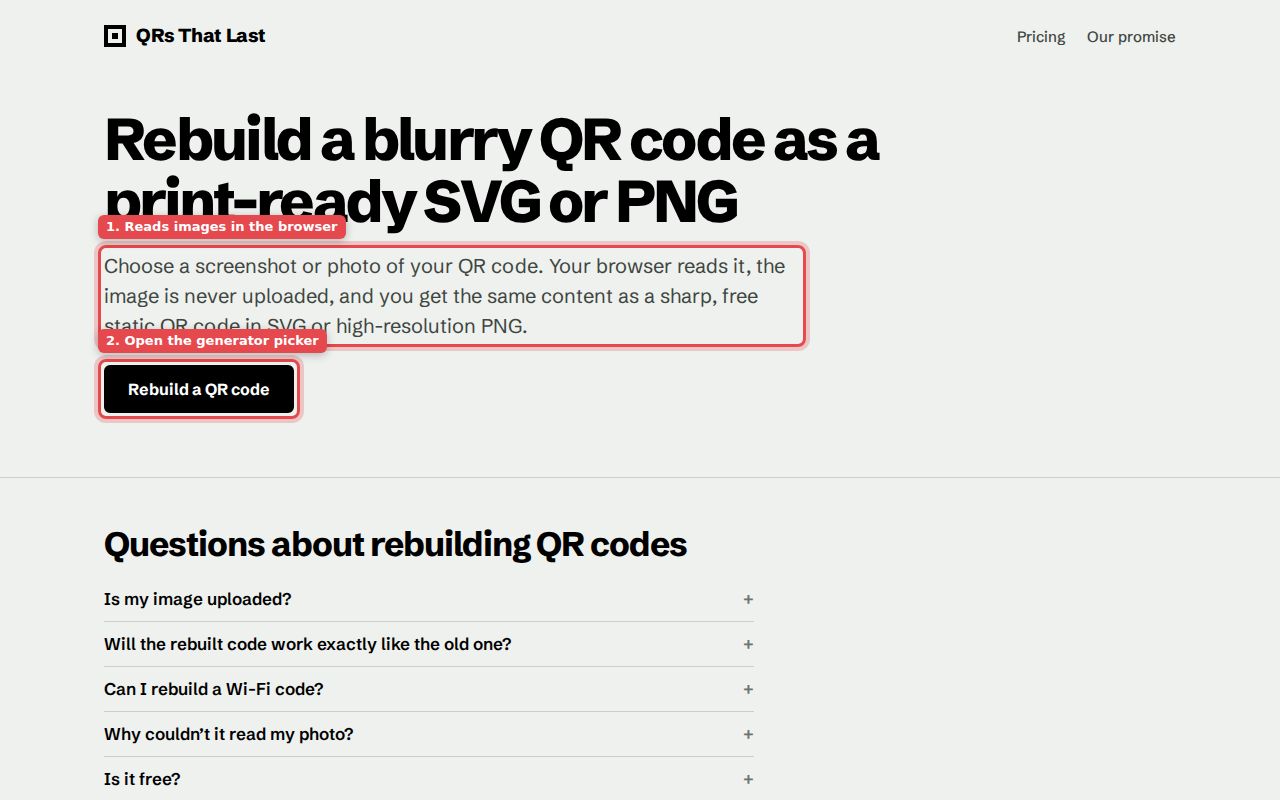 QRs That Last
Pricing
Our promise
Rebuild a blurry QR code as a
print-ready SVG or PNG
1. Reads images in the browser
Choose a screenshot or photo of your QR code. Your browser reads it, the
image is never uploaded, and you get the same content as a sharp, free
static QR code in SVG or high-resolution PNG.
2. Open the generator picker
Rebuild a QR code
Questions about rebuilding QR codes
Is my image uploaded?
+
Will the rebuilt code work exactly like the old one?
+
Can I rebuild a Wi-Fi code?
+
Why couldn’t it read my photo?
+
Is it free?
+